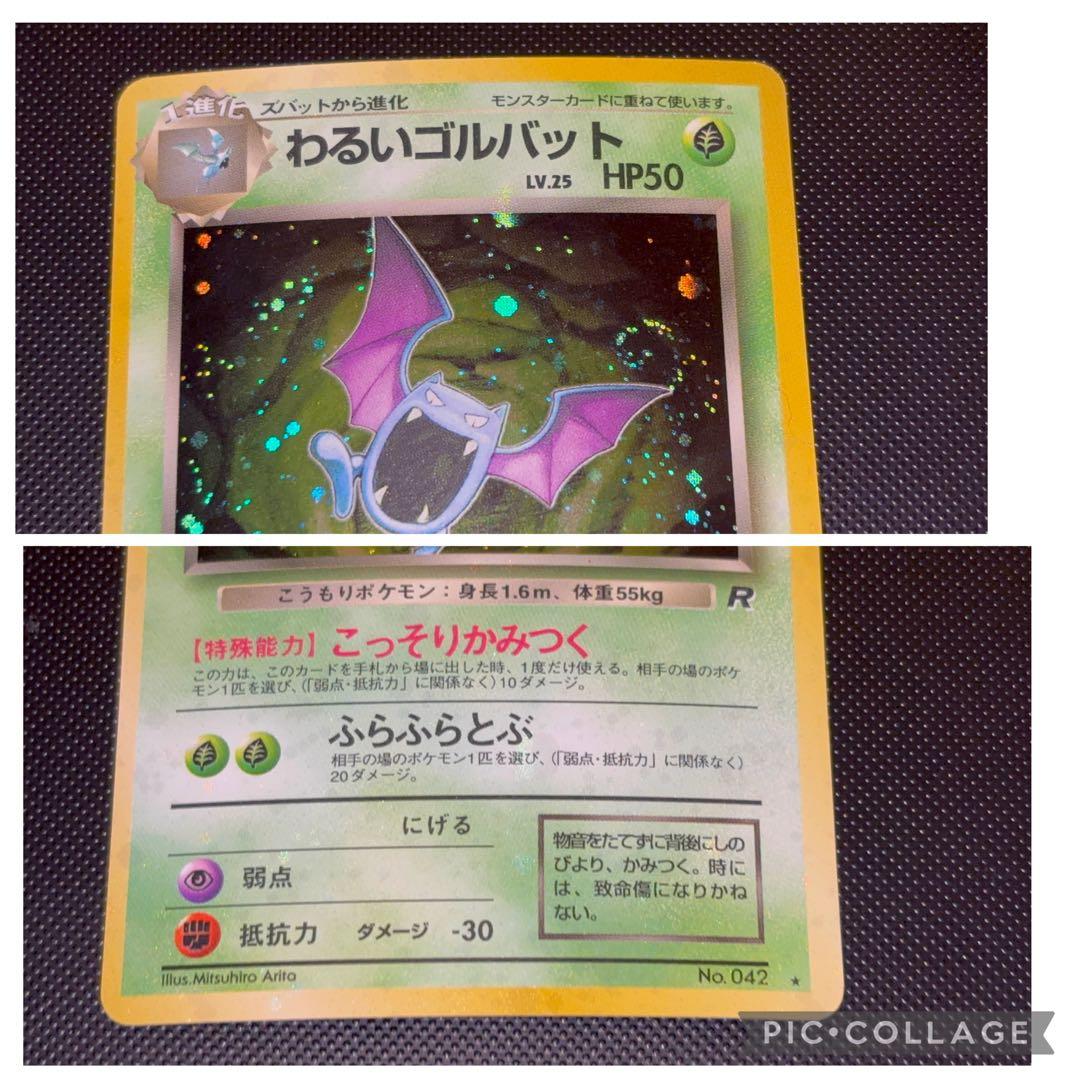 1進化
ズバットから進化
モンスターカードに重ねて使います。
わるいゴルバット
LV.25 HP50
こうもりポケモン：身長1.6m、体重55kg
R
【特殊能力】こっそりかみつく
この力は、このカードを手札から場に出した時、1度だけ使える。相手の場のポケ
モン1匹を選び、(「弱点・抵抗力」に関係なく)10ダメージ。
ふらふらとぶ
相手の場のポケモン1匹を選び、(「弱点・抵抗力」に関係なく)
20ダメージ。
にげる
弱点
抵抗力 ダメージ -30
物音をたてずに背後にしの
びより、かみつく。時に
は、致命傷になりかね
ない。
Illus.Mitsuhiro Arita
No. 042 ★
PIC•COLLAGE